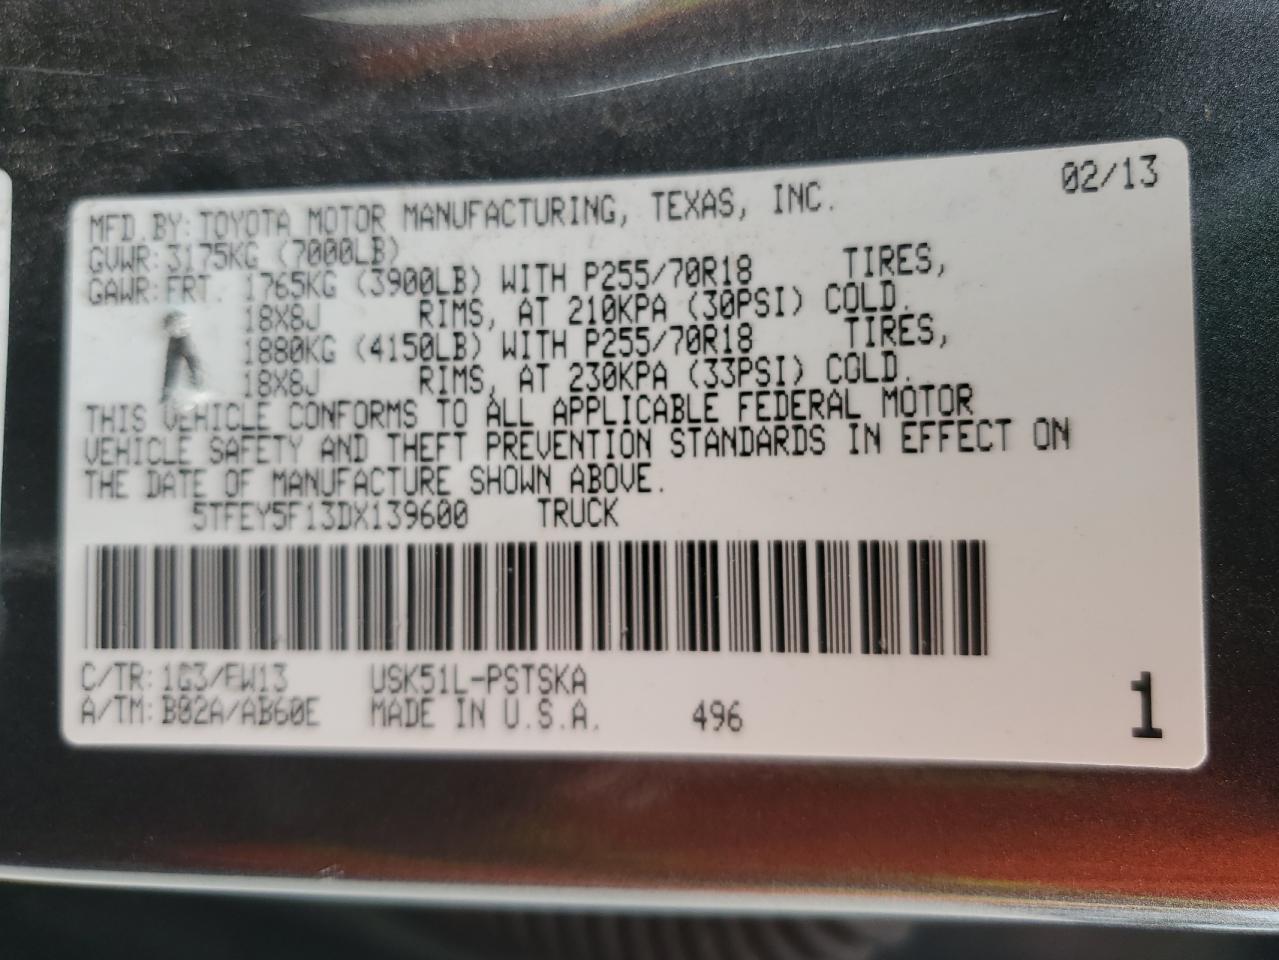 02/13
MFD BY: TOYOTA MOTOR MANUFACTURING, TEXAS, INC.
GVWR: 3175KG (7000LB)
GAWR: FRT. 1765KG (3900LB) WITH P255/70R18 TIRES,
18X8J RIMS, AT 210KPA (30PSI) COLD.
1880KG (4150LB) WITH P255/70R18 TIRES,
18X8J RIMS, AT 230KPA (33PSI) COLD.
THIS VEHICLE CONFORMS TO ALL APPLICABLE FEDERAL MOTOR
VEHICLE SAFETY AND THEFT PREVENTION STANDARDS IN EFFECT ON
THE DATE OF MANUFACTURE SHOWN ABOVE.
5TFEY5F13DX139600 TRUCK
C/TR: 1G3/FW13 USK51L-PSTSKA
A/TM: B02A/AB60E MADE IN U.S.A. 496
1